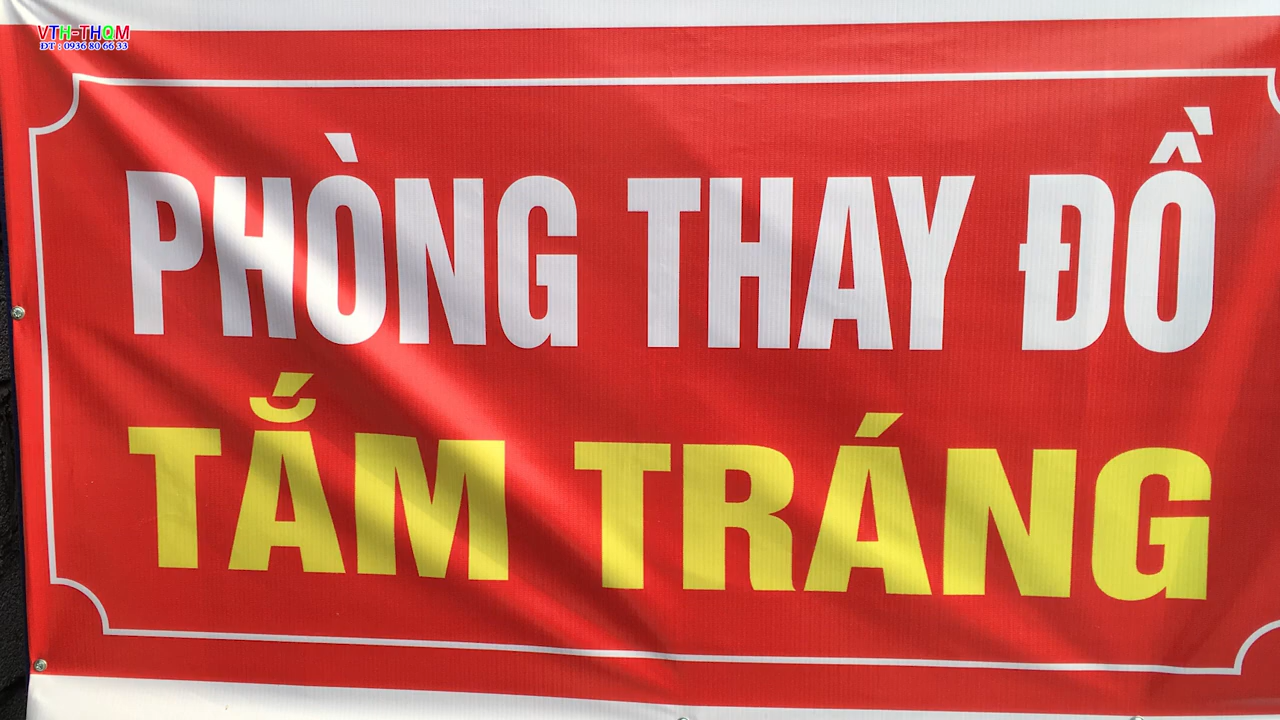 VTH-THQM
ĐT : 0936 80 66 33
PHÒNG THAY ĐỒ
TẮM TRÁNG